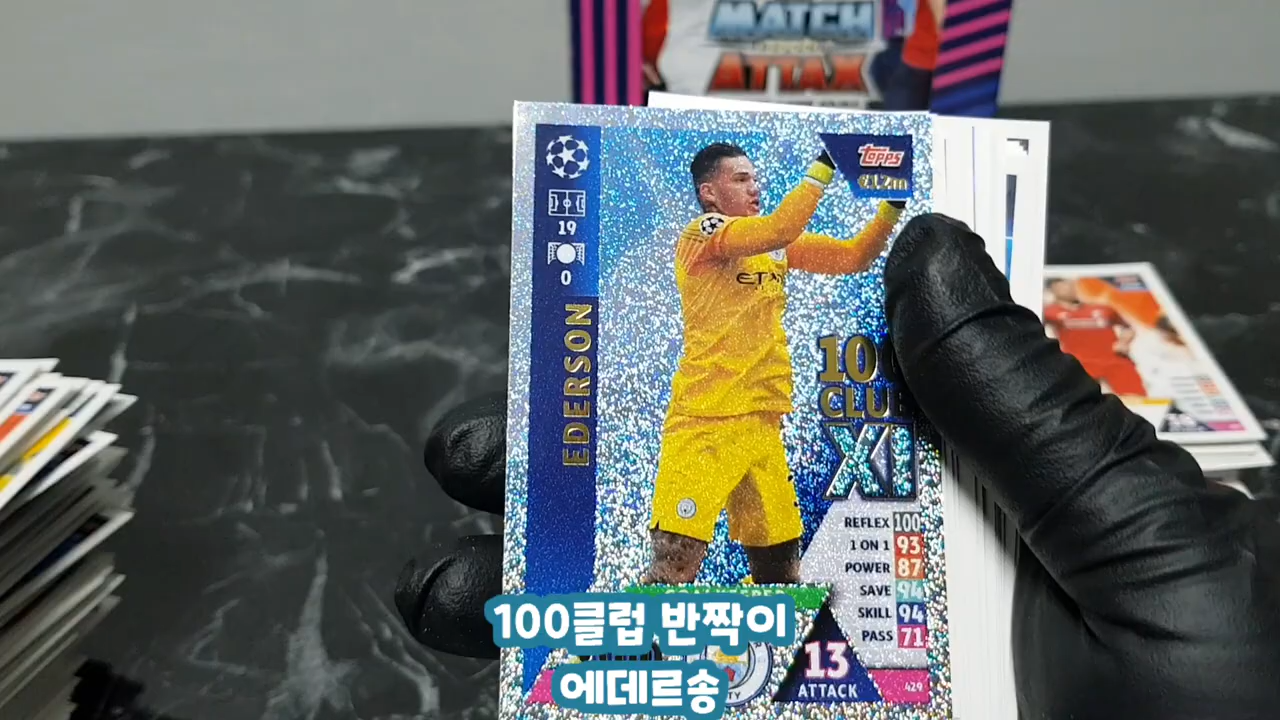 MATCH
ATTAX
TOPPS
€12m
19
0
EDERSON
ET
100
CLUB
XI
REFLEX 100
1 ON 1 93
POWER 87
SAVE 94
SKILL 94
PASS 71
13
ATTACK
429
100클럽 반짝이
에데르송